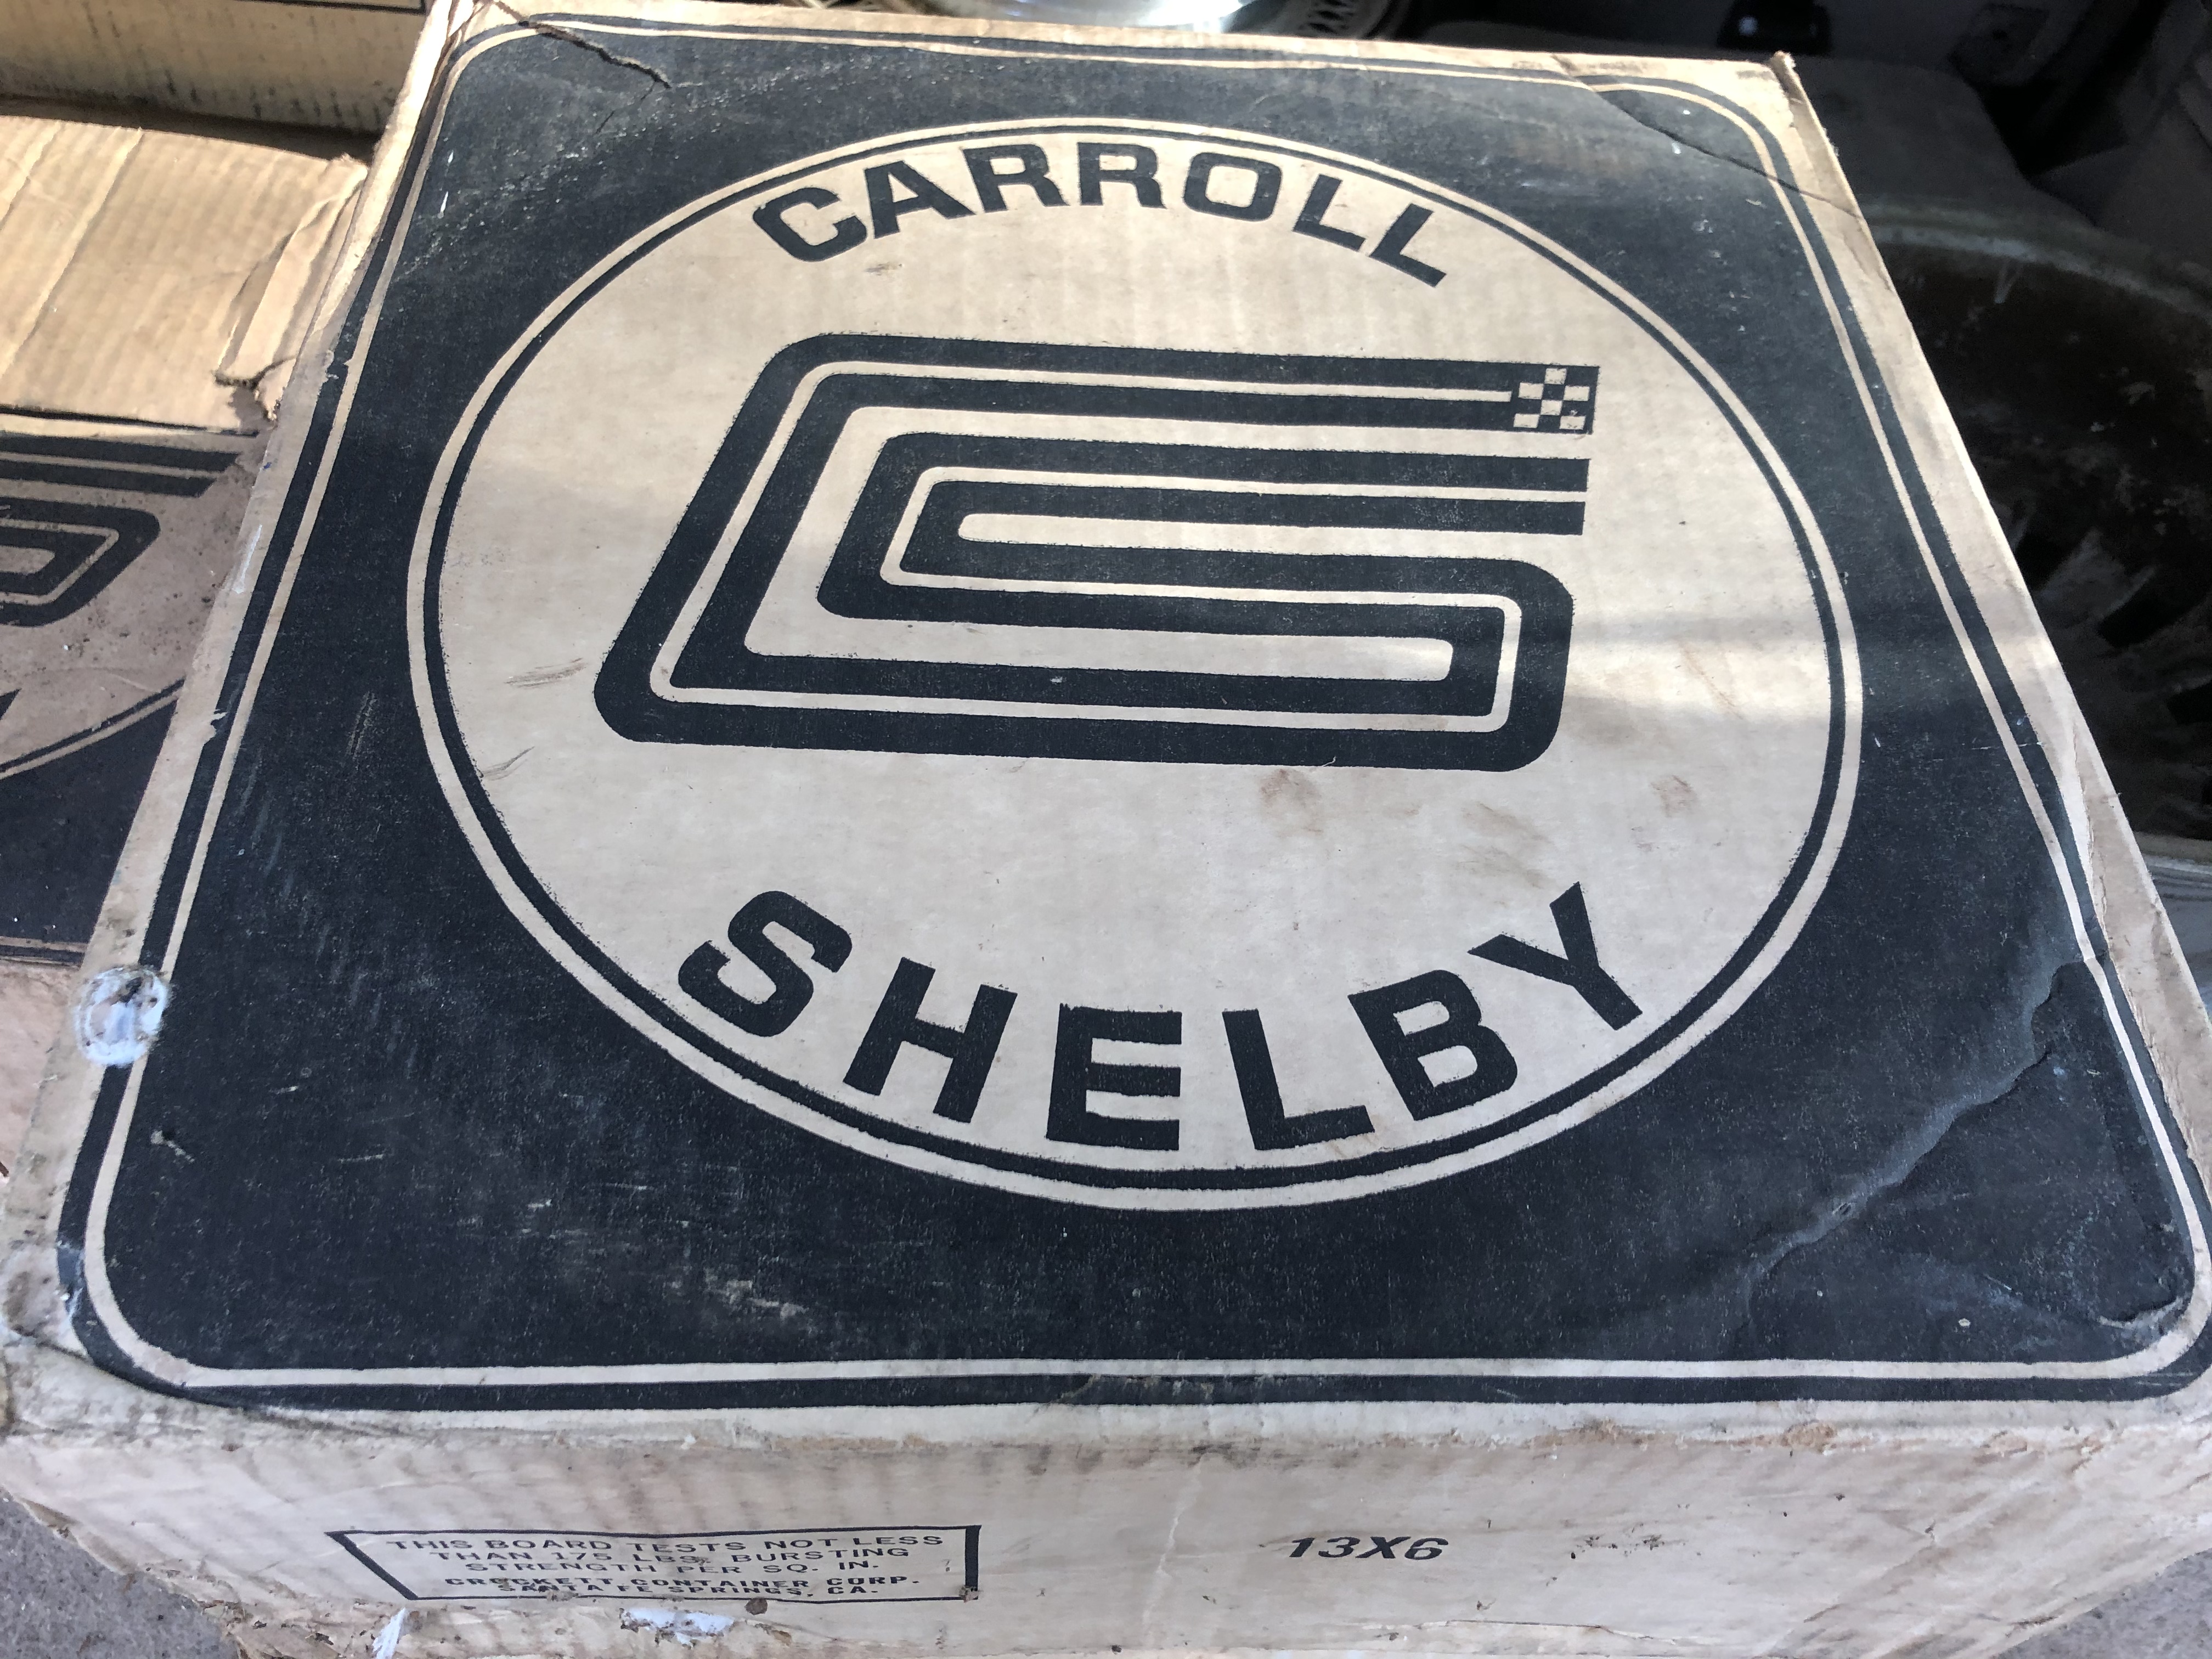 CARROLL
CS
SHELBY
THIS BOARD TESTS NOT LESS
THAN 175 LBS. BURSTING
STRENGTH PER SQ. IN.
CROCKETT CONTAINER CORP.
SANTA FE SPRINGS, CA.
13X6